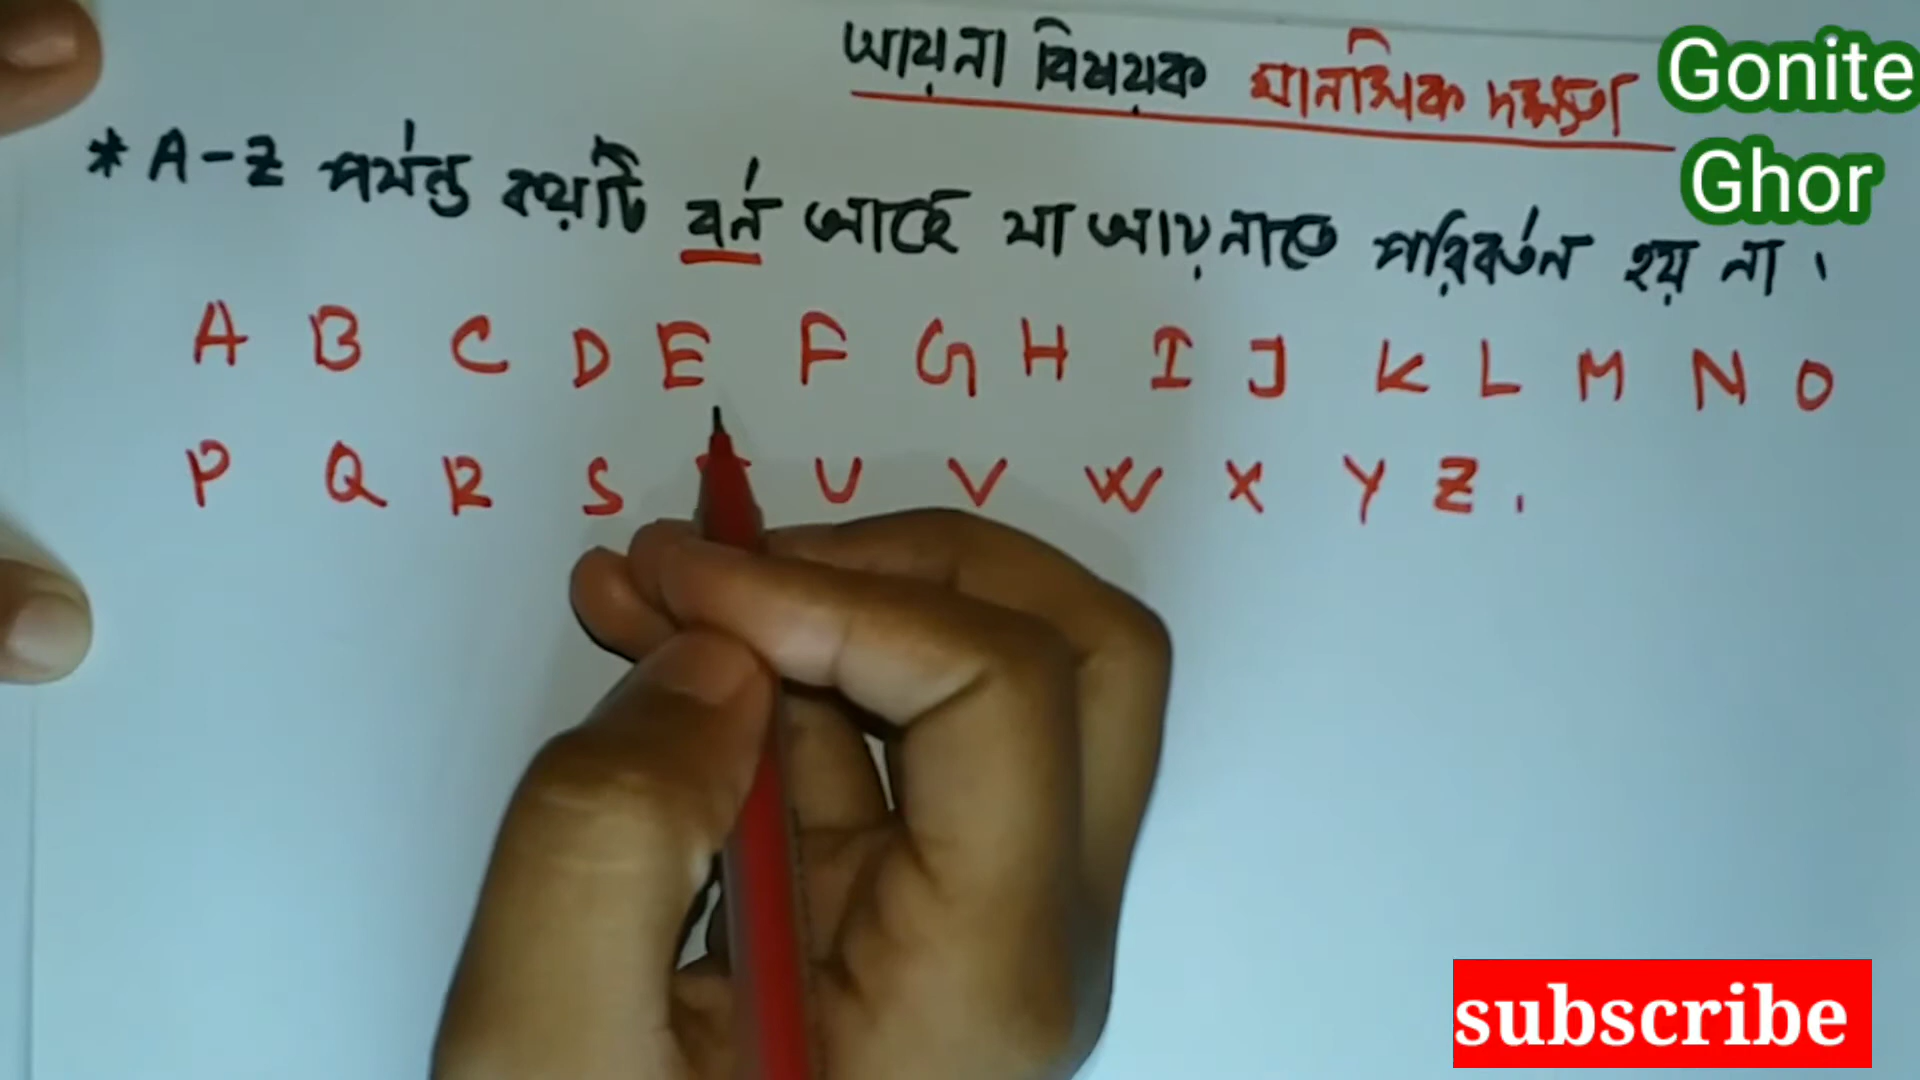 আয়না বিষয়ক মানসিক দক্ষতা
Gonite
Ghor
* A-Z পর্যন্ত কয়টি বর্ন আছে যা আয়নাতে পরিবর্তন হয় না।
A B C D E F G H I J K L M N O
P Q R S T U V W X Y Z .
subscribe